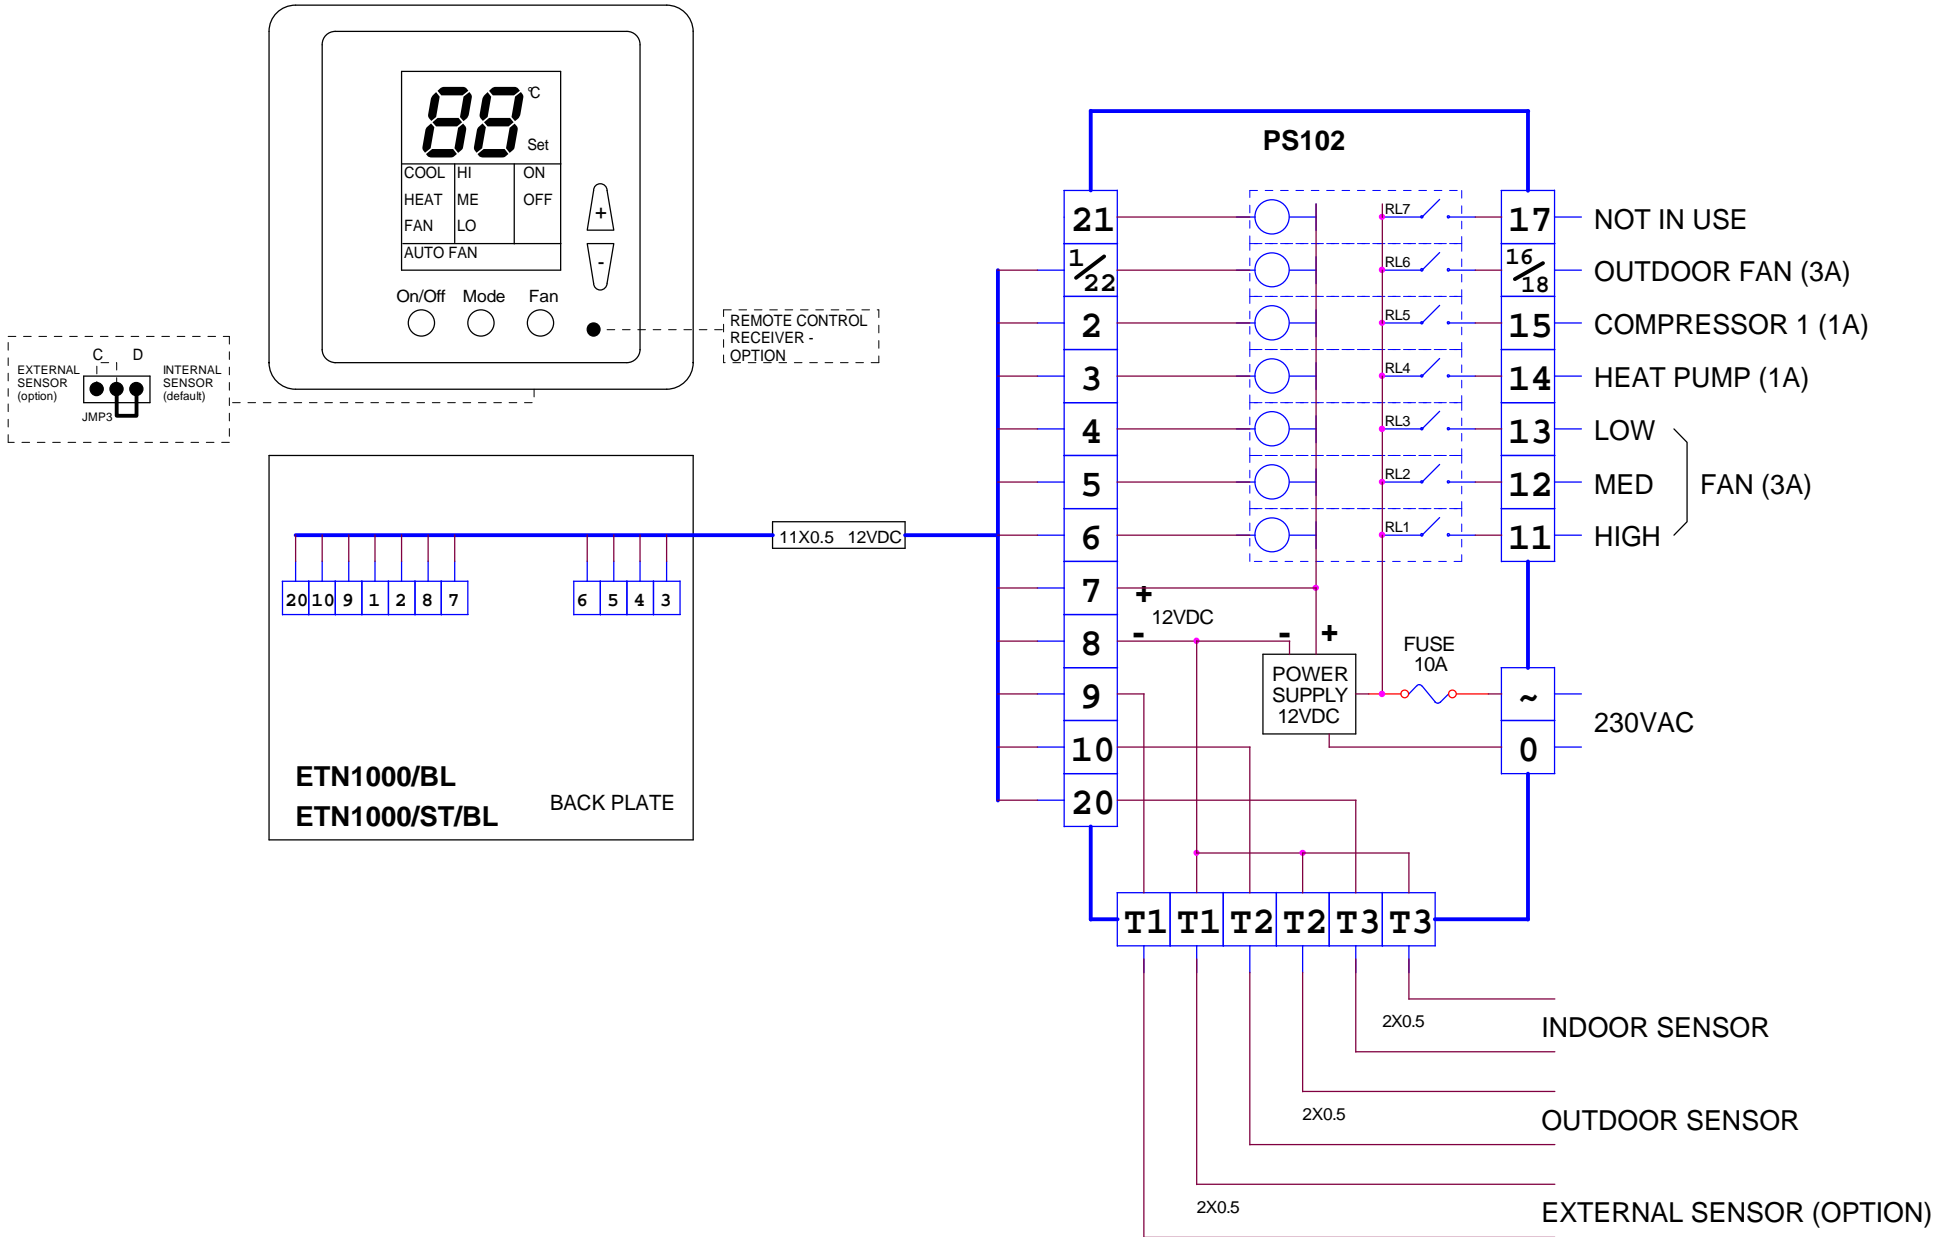 88 °C
Set
COOL HI ON
HEAT ME OFF
FAN LO
AUTO FAN
+
-
On/Off Mode Fan
REMOTE CONTROL
RECEIVER -
OPTION
C D
EXTERNAL
SENSOR
(option)
INTERNAL
SENSOR
(default)
JMP3
20 10 9 1 2 8 7 6 5 4 3
11X0.5 12VDC
ETN1000/BL
ETN1000/ST/BL
BACK PLATE
PS102
21 RL7 17 NOT IN USE
1/22 RL6 16/18 OUTDOOR FAN (3A)
2 RL5 15 COMPRESSOR 1 (1A)
3 RL4 14 HEAT PUMP (1A)
4 RL3 13 LOW
5 RL2 12 MED FAN (3A)
6 RL1 11 HIGH
7 +
12VDC
8 - - +
9
10
20
POWER
SUPPLY
12VDC
FUSE
10A
~
0
230VAC
T1 T1 T2 T2 T3 T3
2X0.5
INDOOR SENSOR
2X0.5
OUTDOOR SENSOR
2X0.5
EXTERNAL SENSOR (OPTION)